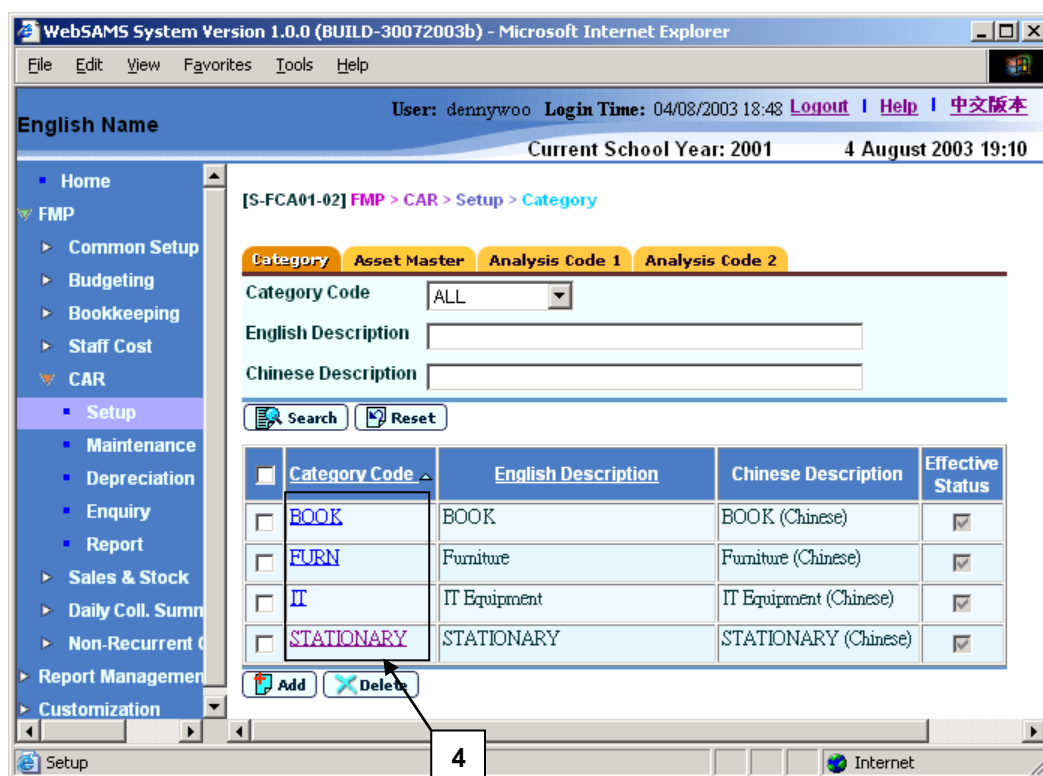 WebSAMS System Version 1.0.0 (BUILD-30072003b) - Microsoft Internet Explorer
File Edit View Favorites Tools Help
User: dennywoo Login Time: 04/08/2003 18:48 Logout | Help | 中文版本
English Name
Current School Year: 2001 4 August 2003 19:10
Home
FMP
Common Setup
Budgeting
Bookkeeping
Staff Cost
CAR
Setup
Maintenance
Depreciation
Enquiry
Report
Sales & Stock
Daily Coll. Summ
Non-Recurrent
Report Managemen
Customization
[S-FCA01-02] FMP > CAR > Setup > Category
Category Asset Master Analysis Code 1 Analysis Code 2
Category Code ALL
English Description
Chinese Description
Search Reset
Category Code English Description Chinese Description Effective Status
BOOK BOOK BOOK (Chinese)
FURN Furniture Furniture (Chinese)
IT IT Equipment IT Equipment (Chinese)
STATIONARY STATIONARY STATIONARY (Chinese)
Add Delete
4
Setup Internet